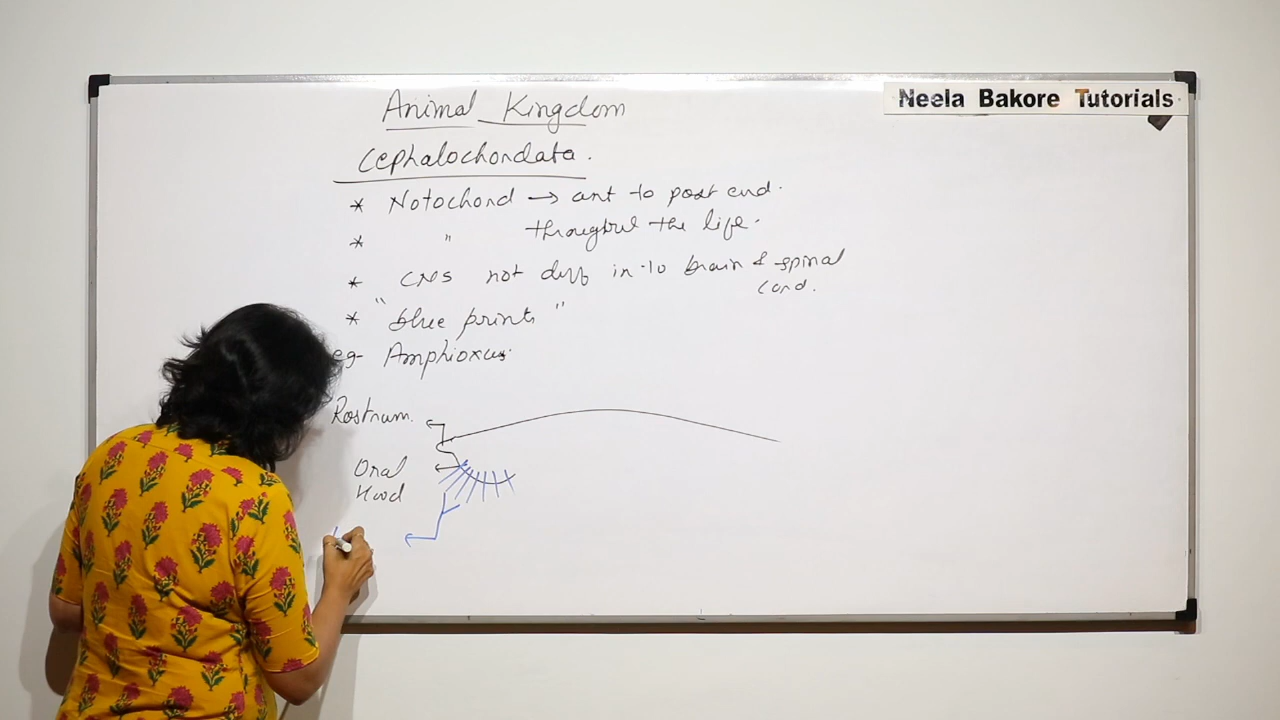 Neela Bakore Tutorials
Animal Kingdom
Cephalochordata.
* Notochord → ant to post end.
* " throughout the life.
* CNS not diff in to brain & spinal
cord.
* "blue prints"
eg- Amphioxus.
Rostrum.
Oral
Hood